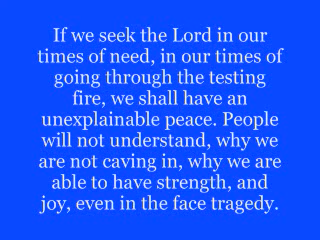 If we seek the Lord in our
times of need, in our times of
going through the testing
fire, we shall have an
unexplainable peace. People
will not understand, why we
are not caving in, why we are
able to have strength, and
joy, even in the face tragedy.